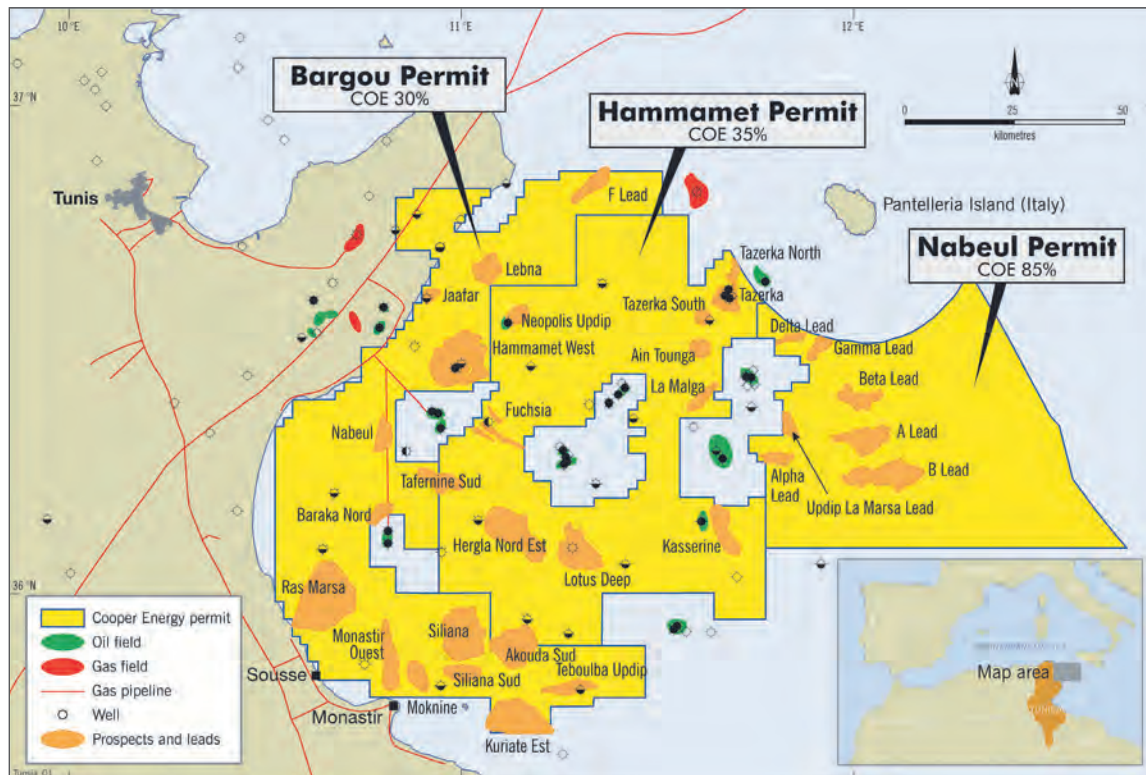 10°E
11°E
12°E
37°N
36°N
Bargou Permit
COE 30%
Hammamet Permit
COE 35%
Nabeul Permit
COE 85%
N
0
25
50
kilometres
Tunis
F Lead
Pantelleria Island (Italy)
Lebna
Jaafar
Tazerka North
Tazerka South
Tazerka
Neopolis Updip
Hammamet West
Delta Lead
Gamma Lead
Ain Tounga
La Malga
Beta Lead
Fuchsia
Nabeul
A Lead
B Lead
Alpha
Lead
Updip La Marsa Lead
Tafernine Sud
Baraka Nord
Hergla Nord Est
Lotus Deep
Kasserine
Ras Marsa
Monastir
Ouest
Siliana
Akouda Sud
Siliana Sud
Teboulba Updip
Sousse
Monastir
Moknine
Kuriate Est
Cooper Energy permit
Oil field
Gas field
Gas pipeline
Well
Prospects and leads
Map area
TUNISIA